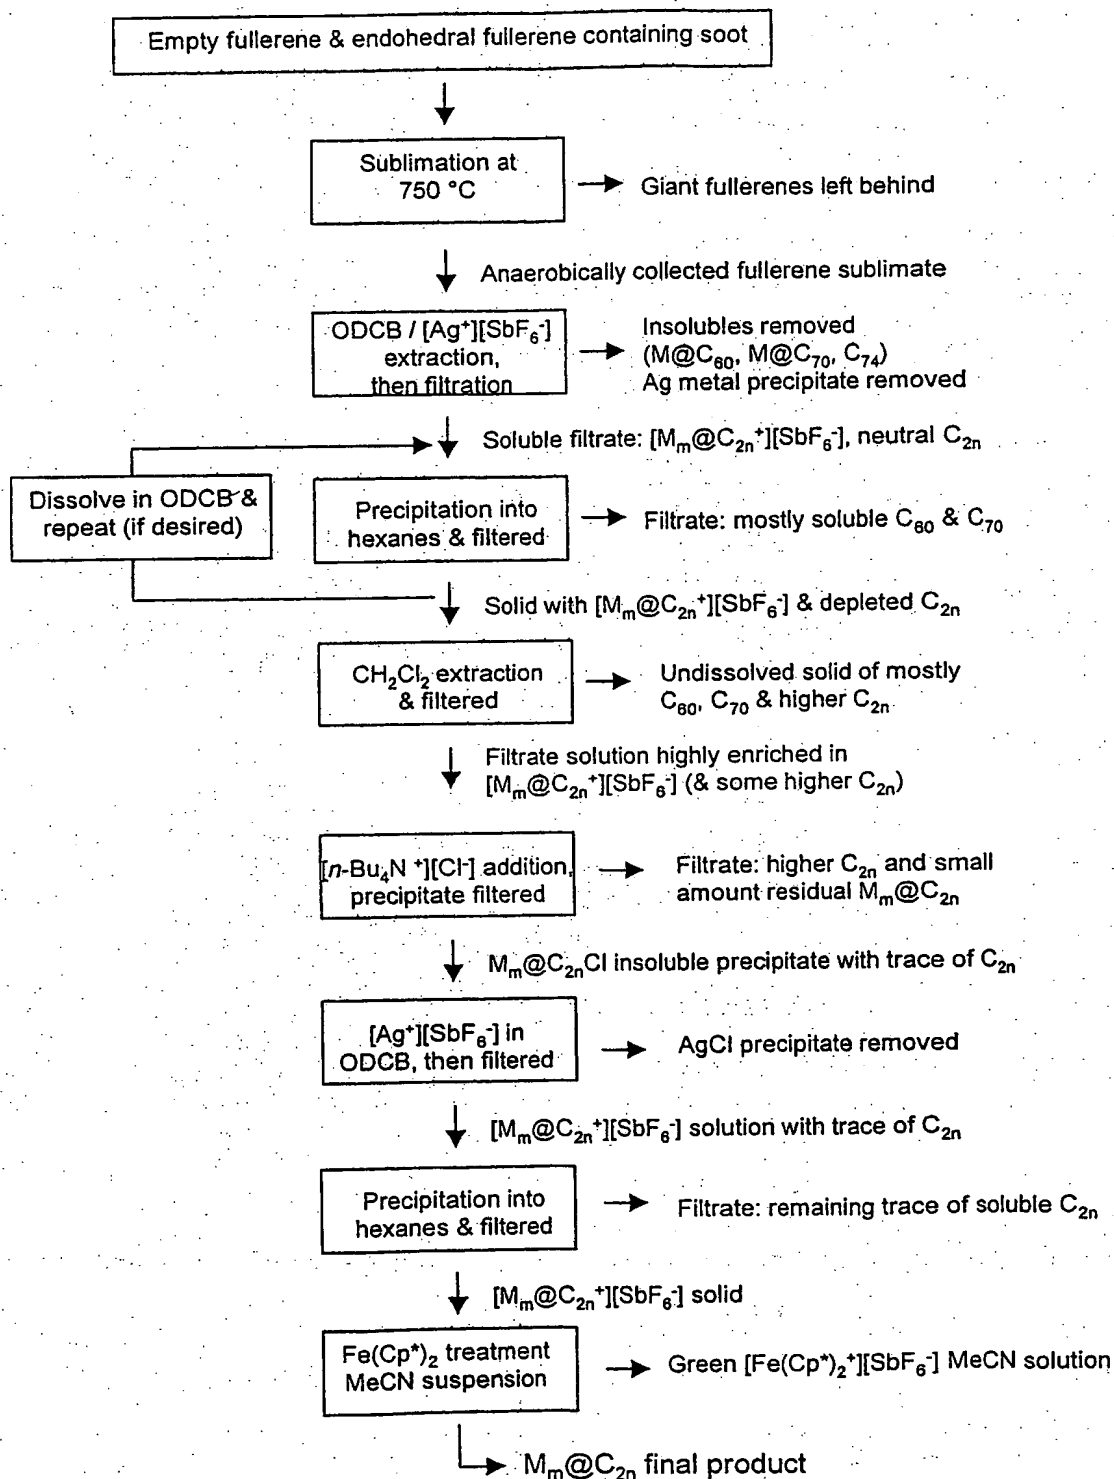 Empty fullerene & endohedral fullerene containing soot
Sublimation at
750 °C
Giant fullerenes left behind
Anaerobically collected fullerene sublimate
ODCB / [Ag⁺][SbF₆⁻]
extraction,
then filtration
Insolubles removed
(M@C₆₀, M@C₇₀, C₇₄)
Ag metal precipitate removed
Soluble filtrate: [Mₘ@C₂ₙ⁺][SbF₆⁻], neutral C₂ₙ
Dissolve in ODCB &
repeat (if desired)
Precipitation into
hexanes & filtered
Filtrate: mostly soluble C₆₀ & C₇₀
Solid with [Mₘ@C₂ₙ⁺][SbF₆⁻] & depleted C₂ₙ
CH₂Cl₂ extraction
& filtered
Undissolved solid of mostly
C₆₀, C₇₀ & higher C₂ₙ
Filtrate solution highly enriched in
[Mₘ@C₂ₙ⁺][SbF₆⁻] (& some higher C₂ₙ)
[n-Bu₄N ⁺][Cl⁻] addition,
precipitate filtered
Filtrate: higher C₂ₙ and small
amount residual Mₘ@C₂ₙ
Mₘ@C₂ₙCl insoluble precipitate with trace of C₂ₙ
[Ag⁺][SbF₆⁻] in
ODCB, then filtered
AgCl precipitate removed
[Mₘ@C₂ₙ⁺][SbF₆⁻] solution with trace of C₂ₙ
Precipitation into
hexanes & filtered
Filtrate: remaining trace of soluble C₂ₙ
[Mₘ@C₂ₙ⁺][SbF₆⁻] solid
Fe(Cp*)₂ treatment
MeCN suspension
Green [Fe(Cp*)₂⁺][SbF₆⁻] MeCN solution
Mₘ@C₂ₙ final product